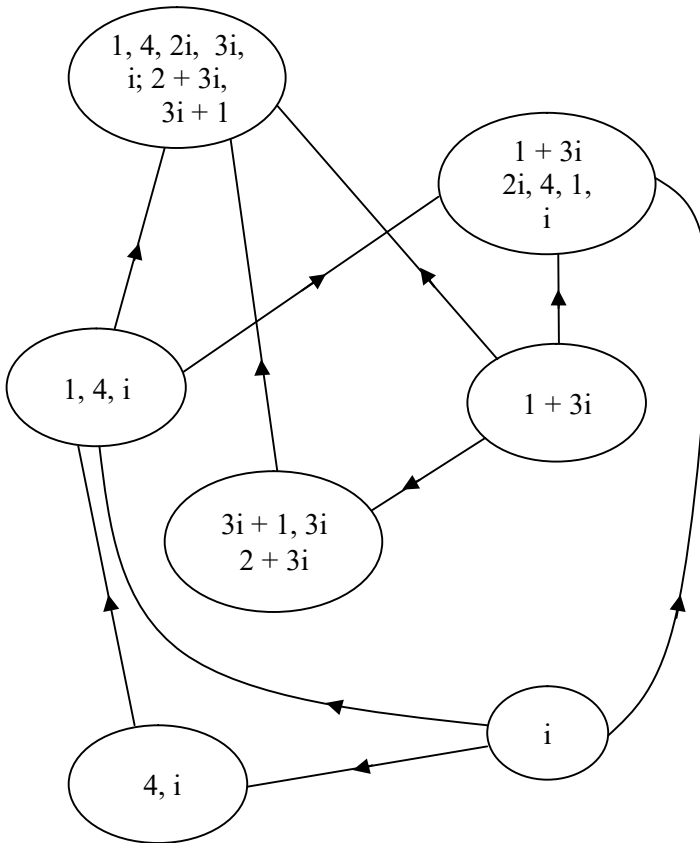 1, 4, 2i, 3i,
i; 2 + 3i,
3i + 1
1 + 3i
2i, 4, 1,
i
1, 4, i
1 + 3i
3i + 1, 3i
2 + 3i
i
4, i